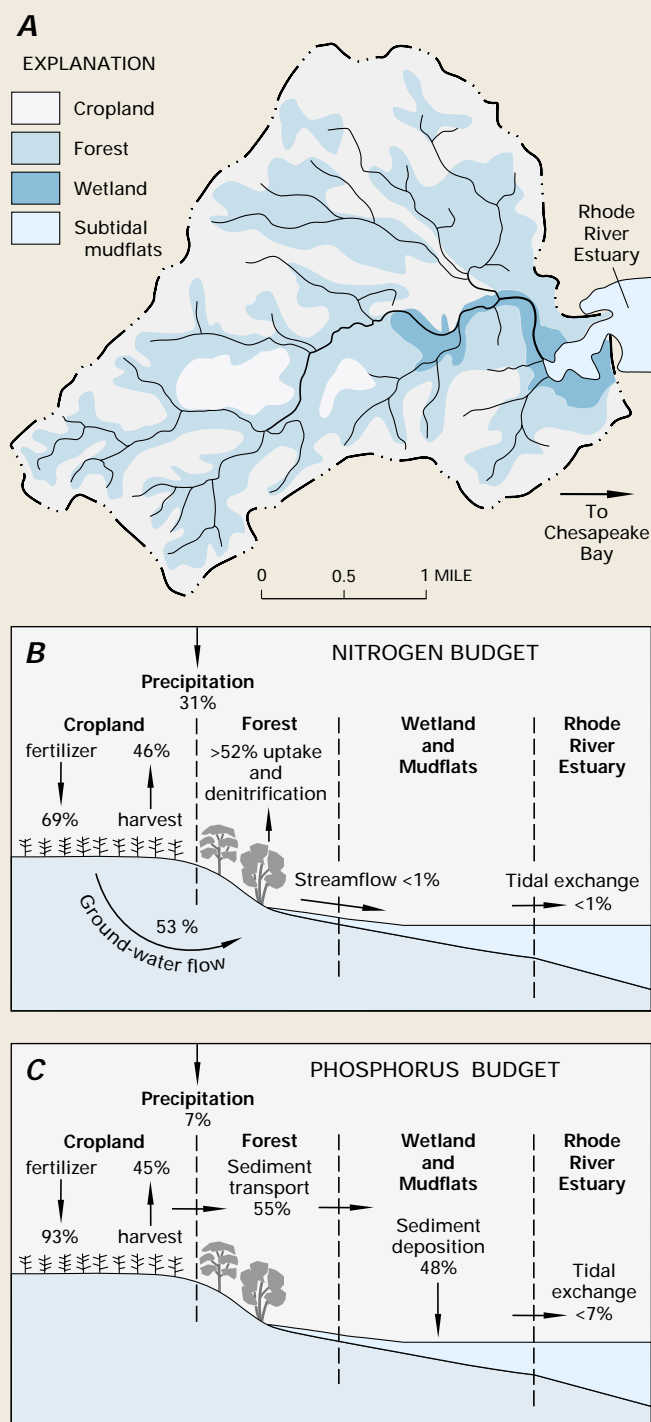 A
EXPLANATION
Cropland
Forest
Wetland
Subtidal
mudflats
Rhode
River
Estuary
To
Chesapeake
Bay
0 0.5 1 MILE
B
NITROGEN BUDGET
Precipitation
31%
Cropland
fertilizer
69%
46%
harvest
Forest
>52% uptake
and
denitrification
Wetland
and
Mudflats
Rhode
River
Estuary
Streamflow <1%
Tidal exchange
<1%
53 %
Ground-water flow
C
PHOSPHORUS BUDGET
Precipitation
7%
Cropland
fertilizer
93%
45%
harvest
Forest
Sediment
transport
55%
Wetland
and
Mudflats
Sediment
deposition
48%
Rhode
River
Estuary
Tidal
exchange
<7%